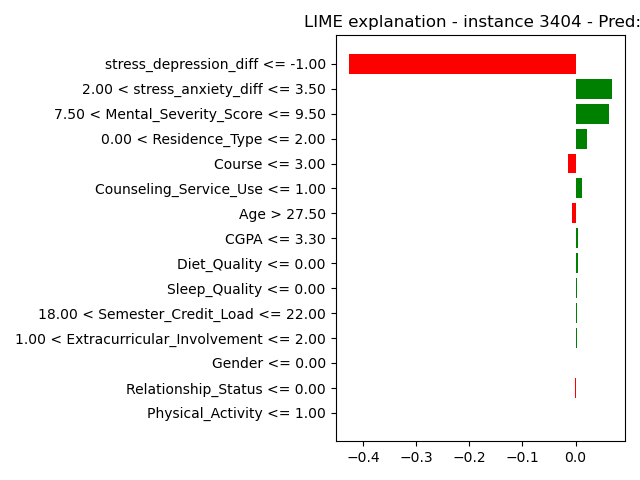 LIME explanation - instance 3404 - Pred:
stress_depression_diff <= -1.00
2.00 < stress_anxiety_diff <= 3.50
7.50 < Mental_Severity_Score <= 9.50
0.00 < Residence_Type <= 2.00
Course <= 3.00
Counseling_Service_Use <= 1.00
Age > 27.50
CGPA <= 3.30
Diet_Quality <= 0.00
Sleep_Quality <= 0.00
18.00 < Semester_Credit_Load <= 22.00
1.00 < Extracurricular_Involvement <= 2.00
Gender <= 0.00
Relationship_Status <= 0.00
Physical_Activity <= 1.00
−0.4 −0.3 −0.2 −0.1 0.0